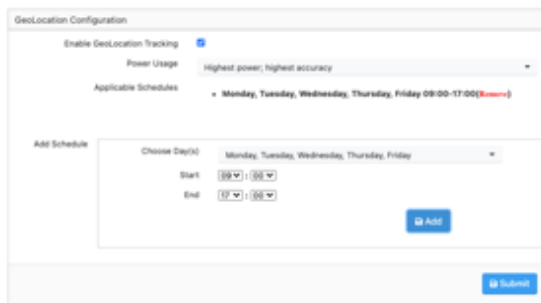 GeoLocation Configuration
Enable GeoLocation Tracking
Power Usage
Highest power; highest accuracy
Applicable Schedules
Monday, Tuesday, Wednesday, Thursday, Friday 09:00-17:00(Remove)
Add Schedule
Choose Day(s)
Monday, Tuesday, Wednesday, Thursday, Friday
Start
09 : 00
End
17 : 00
Add
Submit